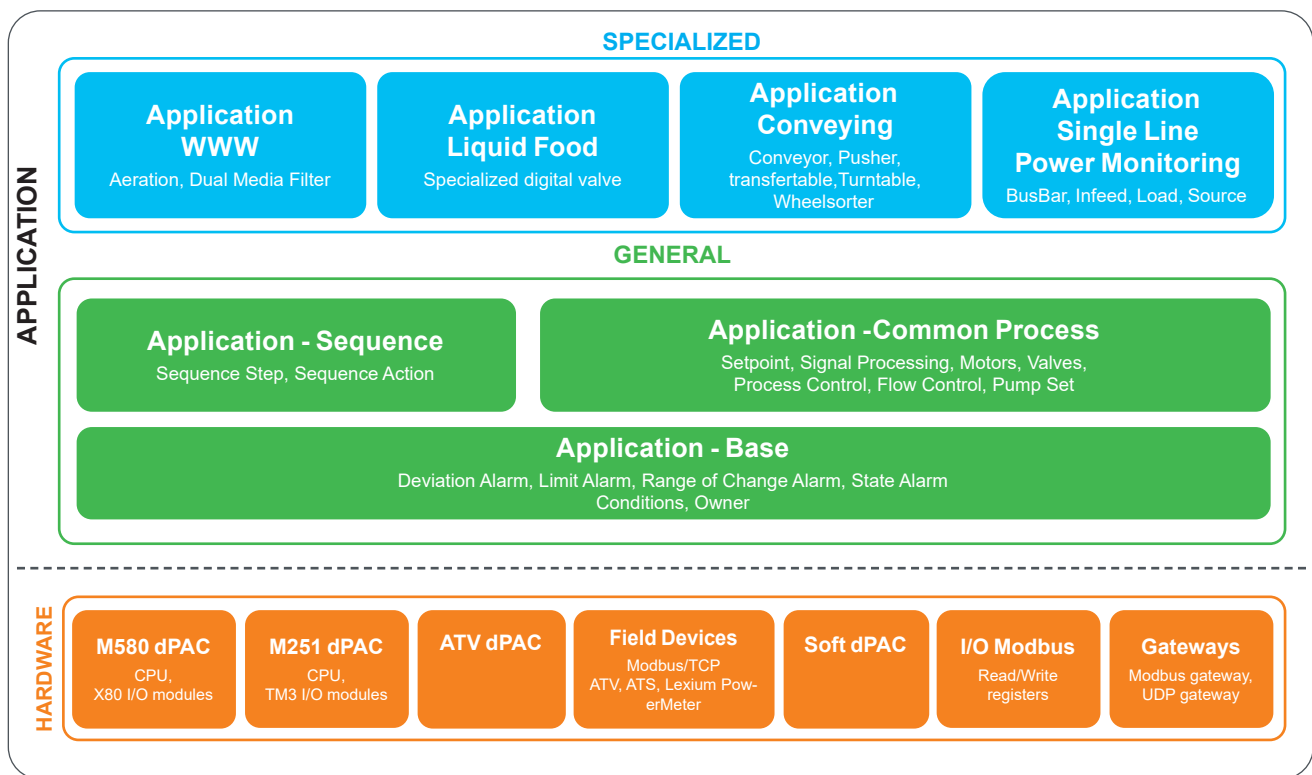 SPECIALIZED
APPLICATION
Application
WWW
Aeration, Dual Media Filter
Application
Liquid Food
Specialized digital valve
Application
Conveying
Conveyor, Pusher,
transfertable,Turntable,
Wheelsorter
Application
Single Line
Power Monitoring
BusBar, Infeed, Load, Source
GENERAL
Application - Sequence
Sequence Step, Sequence Action
Application -Common Process
Setpoint, Signal Processing, Motors, Valves,
Process Control, Flow Control, Pump Set
Application - Base
Deviation Alarm, Limit Alarm, Range of Change Alarm, State Alarm
Conditions, Owner
HARDWARE
M580 dPAC
CPU,
X80 I/O modules
M251 dPAC
CPU,
TM3 I/O modules
ATV dPAC
Field Devices
Modbus/TCP
ATV, ATS, Lexium Pow-
erMeter
Soft dPAC
I/O Modbus
Read/Write
registers
Gateways
Modbus gateway,
UDP gateway